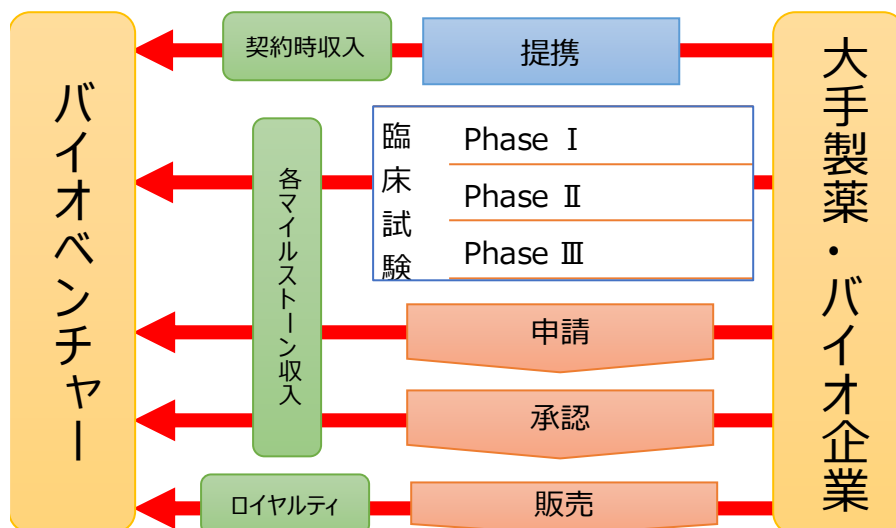 バイオベンチャー
契約時収入
提携
大手製薬・バイオ企業
各マイルストーン収入
臨床試験
Phase Ⅰ
Phase Ⅱ
Phase Ⅲ
申請
承認
ロイヤルティ
販売